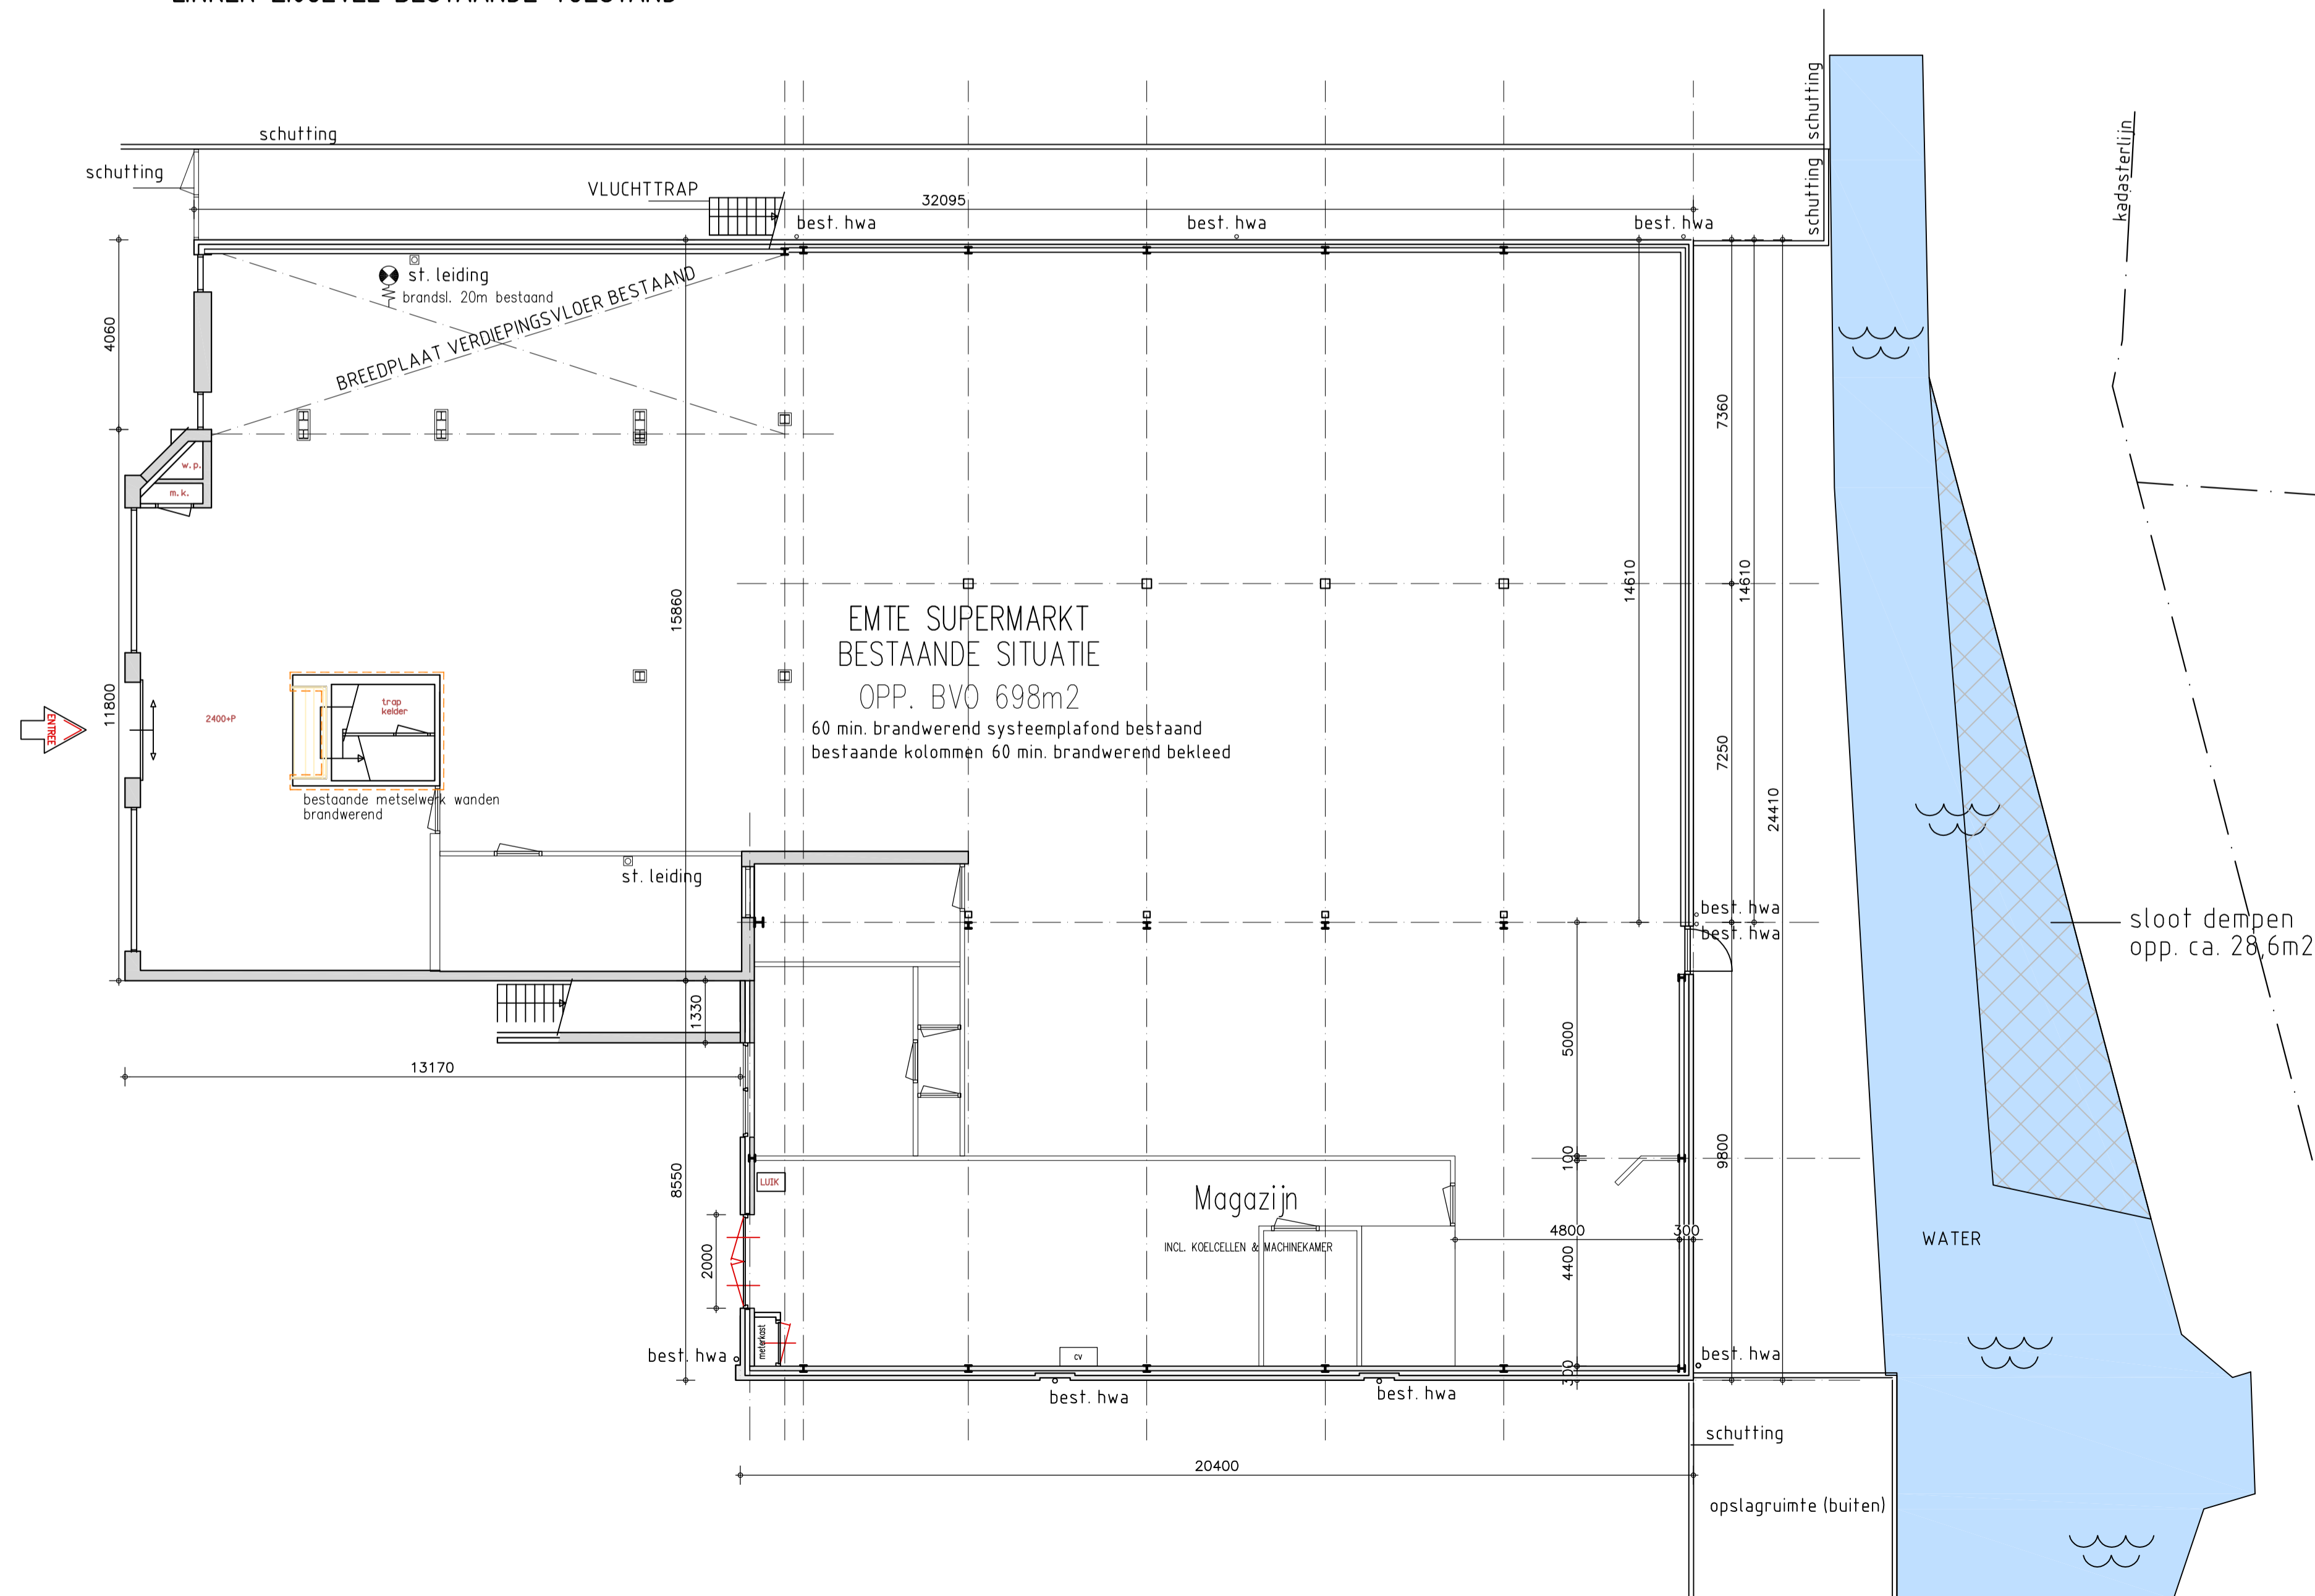 LINKER ZIJGEVEL BESTAANDE TOESTAND
schutting
schutting
schutting
schutting
kadasterlijn
VLUCHTTRAP
32095
best. hwa
best. hwa
best. hwa
st. leiding
brandsl. 20m bestaand
BREEDPLAAT VERDIEPINGSVLOER BESTAAND
4060
7360
w.p.
m.k.
15860
14610
14610
EMTE SUPERMARKT
BESTAANDE SITUATIE
OPP. BVO 698m2
60 min. brandwerend systeemplafond bestaand
bestaande kolommen 60 min. brandwerend bekleed
11800
ENTREE
2400+P
trap
kelder
7250
24410
bestaande metselwerk wanden
brandwerend
st. leiding
best. hwa
best. hwa
sloot dempen
opp. ca. 28,6m2
1330
5000
13170
100
9800
8550
LUIK
Magazijn
INCL. KOELCELLEN & MACHINEKAMER
4800
300
WATER
2000
4400
meterkast
cv
best. hwa
best. hwa
300
best. hwa
best. hwa
schutting
20400
opslagruimte (buiten)